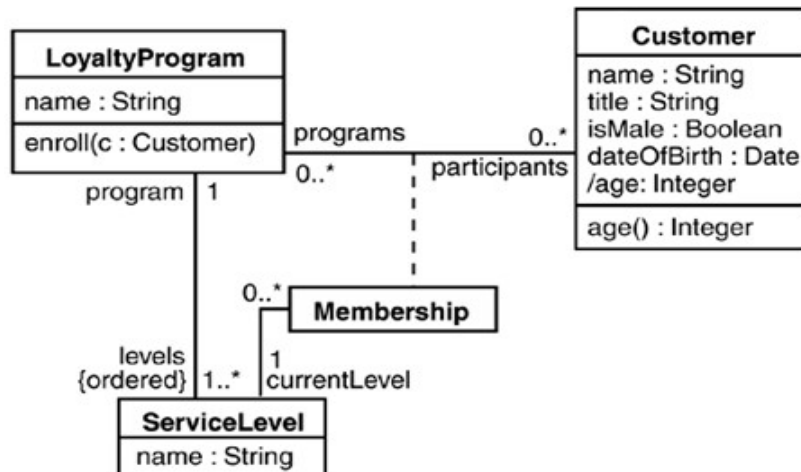 LoyaltyProgram
name : String
enroll(c : Customer)
Customer
name : String
title : String
isMale : Boolean
dateOfBirth : Date
/age: Integer
age() : Integer
programs
0..*
0..*
participants
program
1
0..*
Membership
levels
{ordered}
1..*
1
currentLevel
ServiceLevel
name : String